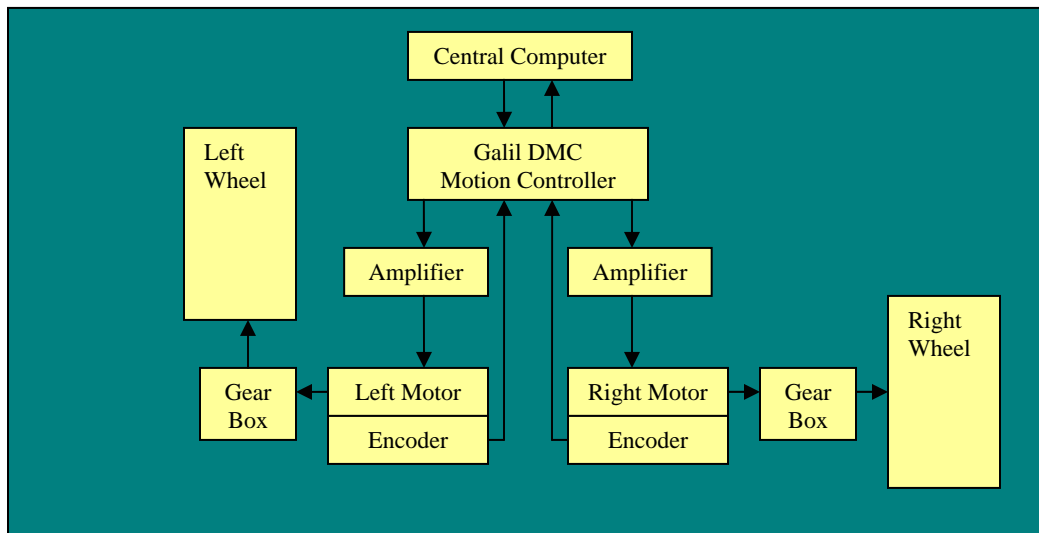 Central Computer
Galil DMC
Motion Controller
Left
Wheel
Amplifier
Amplifier
Right
Wheel
Gear
Box
Left Motor
Encoder
Right Motor
Encoder
Gear
Box